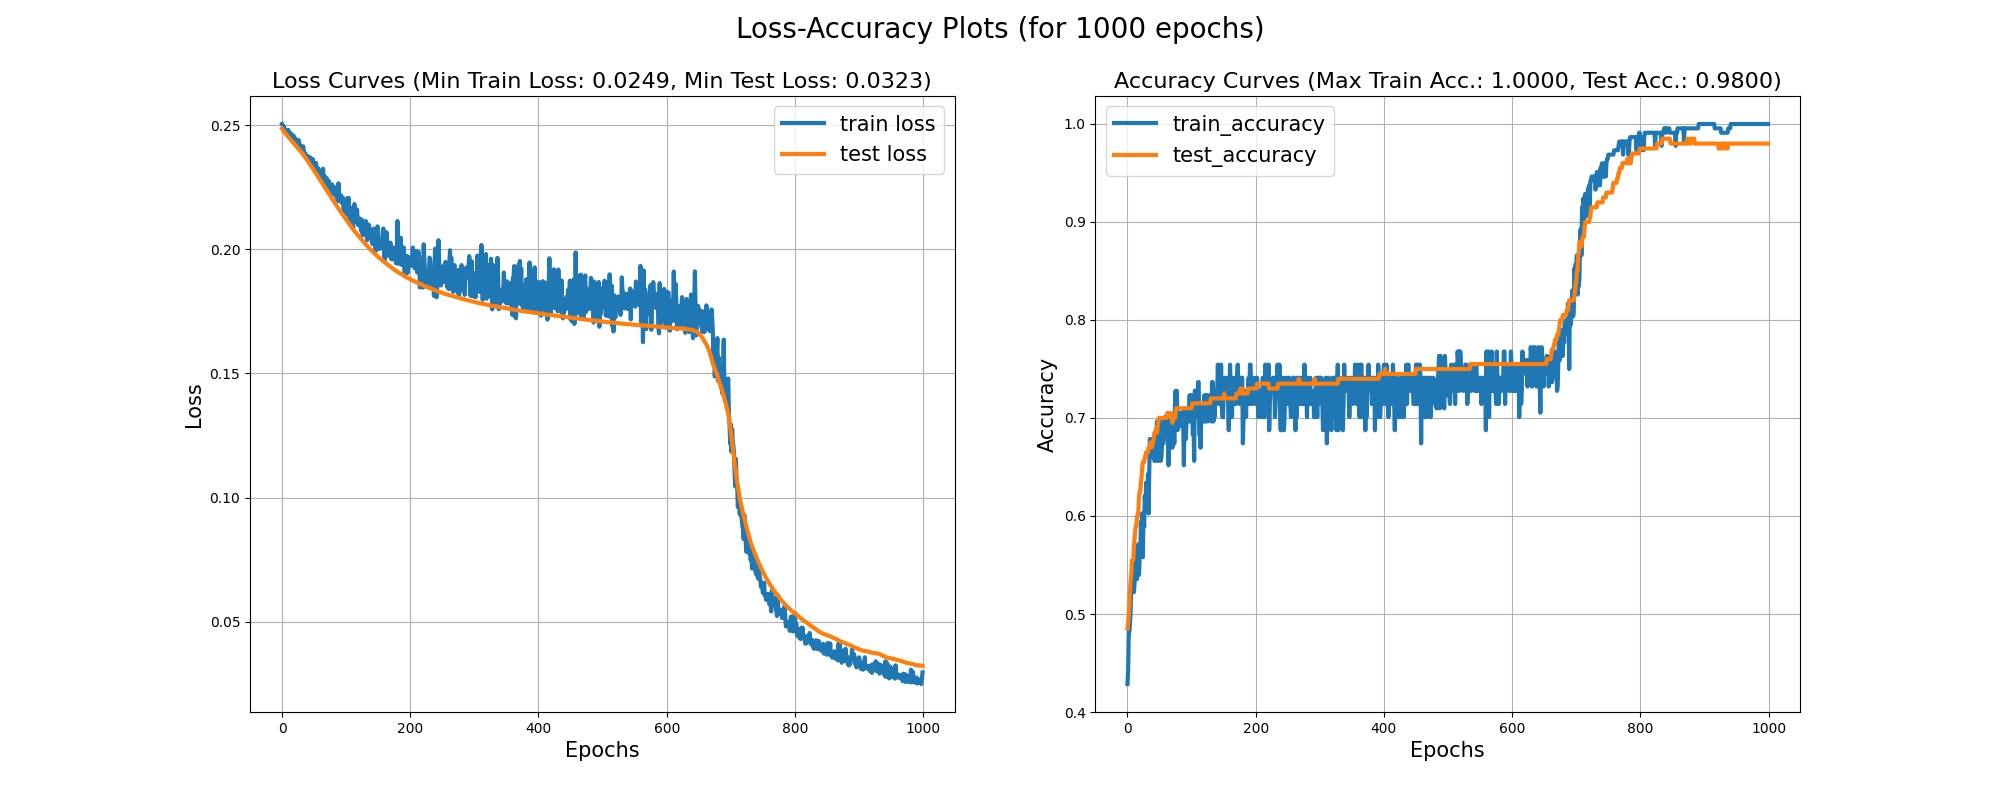 Loss-Accuracy Plots (for 1000 epochs)
Loss Curves (Min Train Loss: 0.0249, Min Test Loss: 0.0323)
train loss
test loss
0.25
0.20
0.15
0.10
0.05
Loss
0 200 400 600 800 1000
Epochs
Accuracy Curves (Max Train Acc.: 1.0000, Test Acc.: 0.9800)
train_accuracy
test_accuracy
1.0
0.9
0.8
0.7
0.6
0.5
0.4
Accuracy
0 200 400 600 800 1000
Epochs